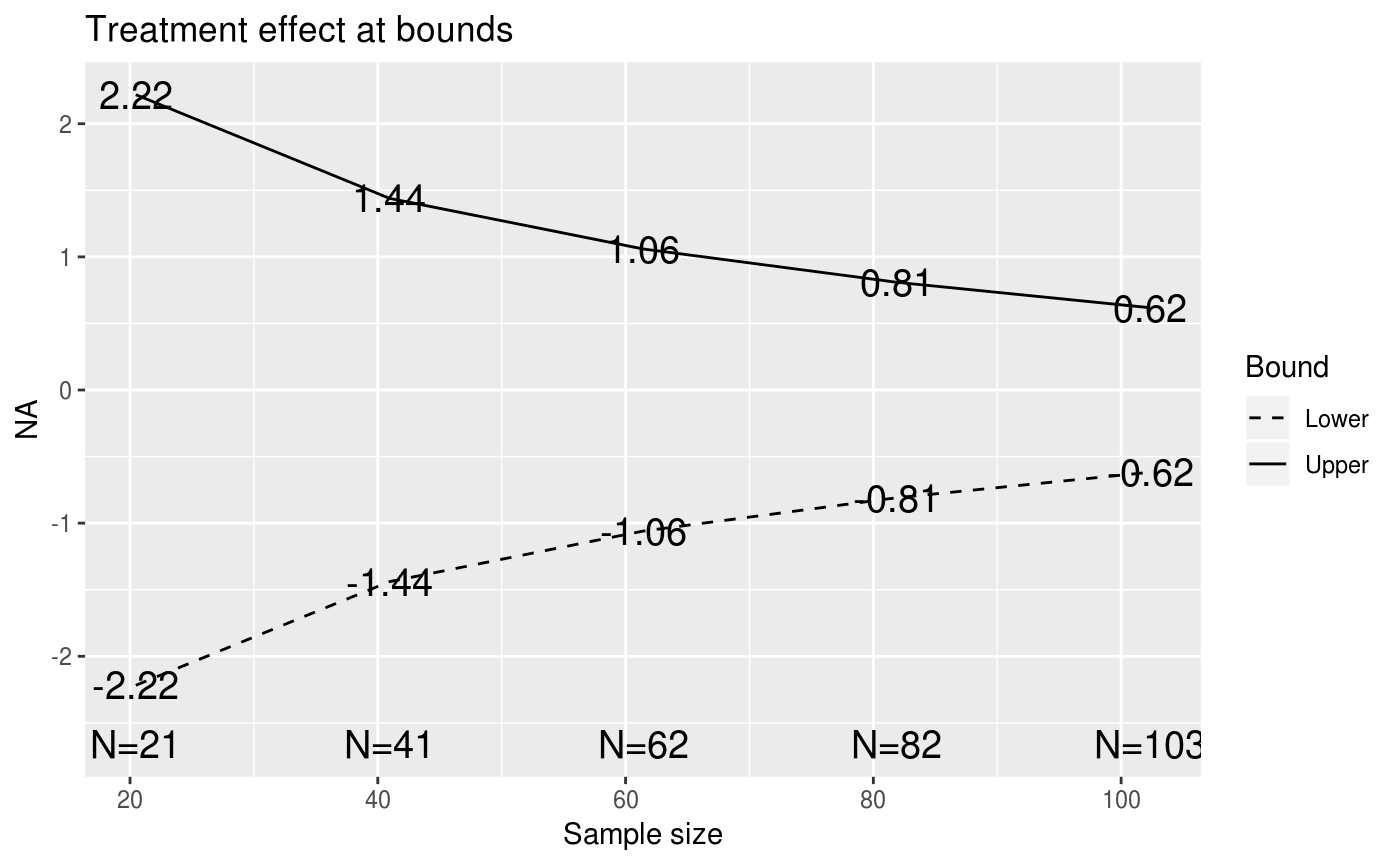 Treatment effect at bounds
NA
2
1
0
-1
-2
2.22
1.44
1.06
0.81
0.62
-2.22
-1.44
-1.06
-0.81
-0.62
N=21
N=41
N=62
N=82
N=103
20
40
60
80
100
Sample size
Bound
Lower
Upper